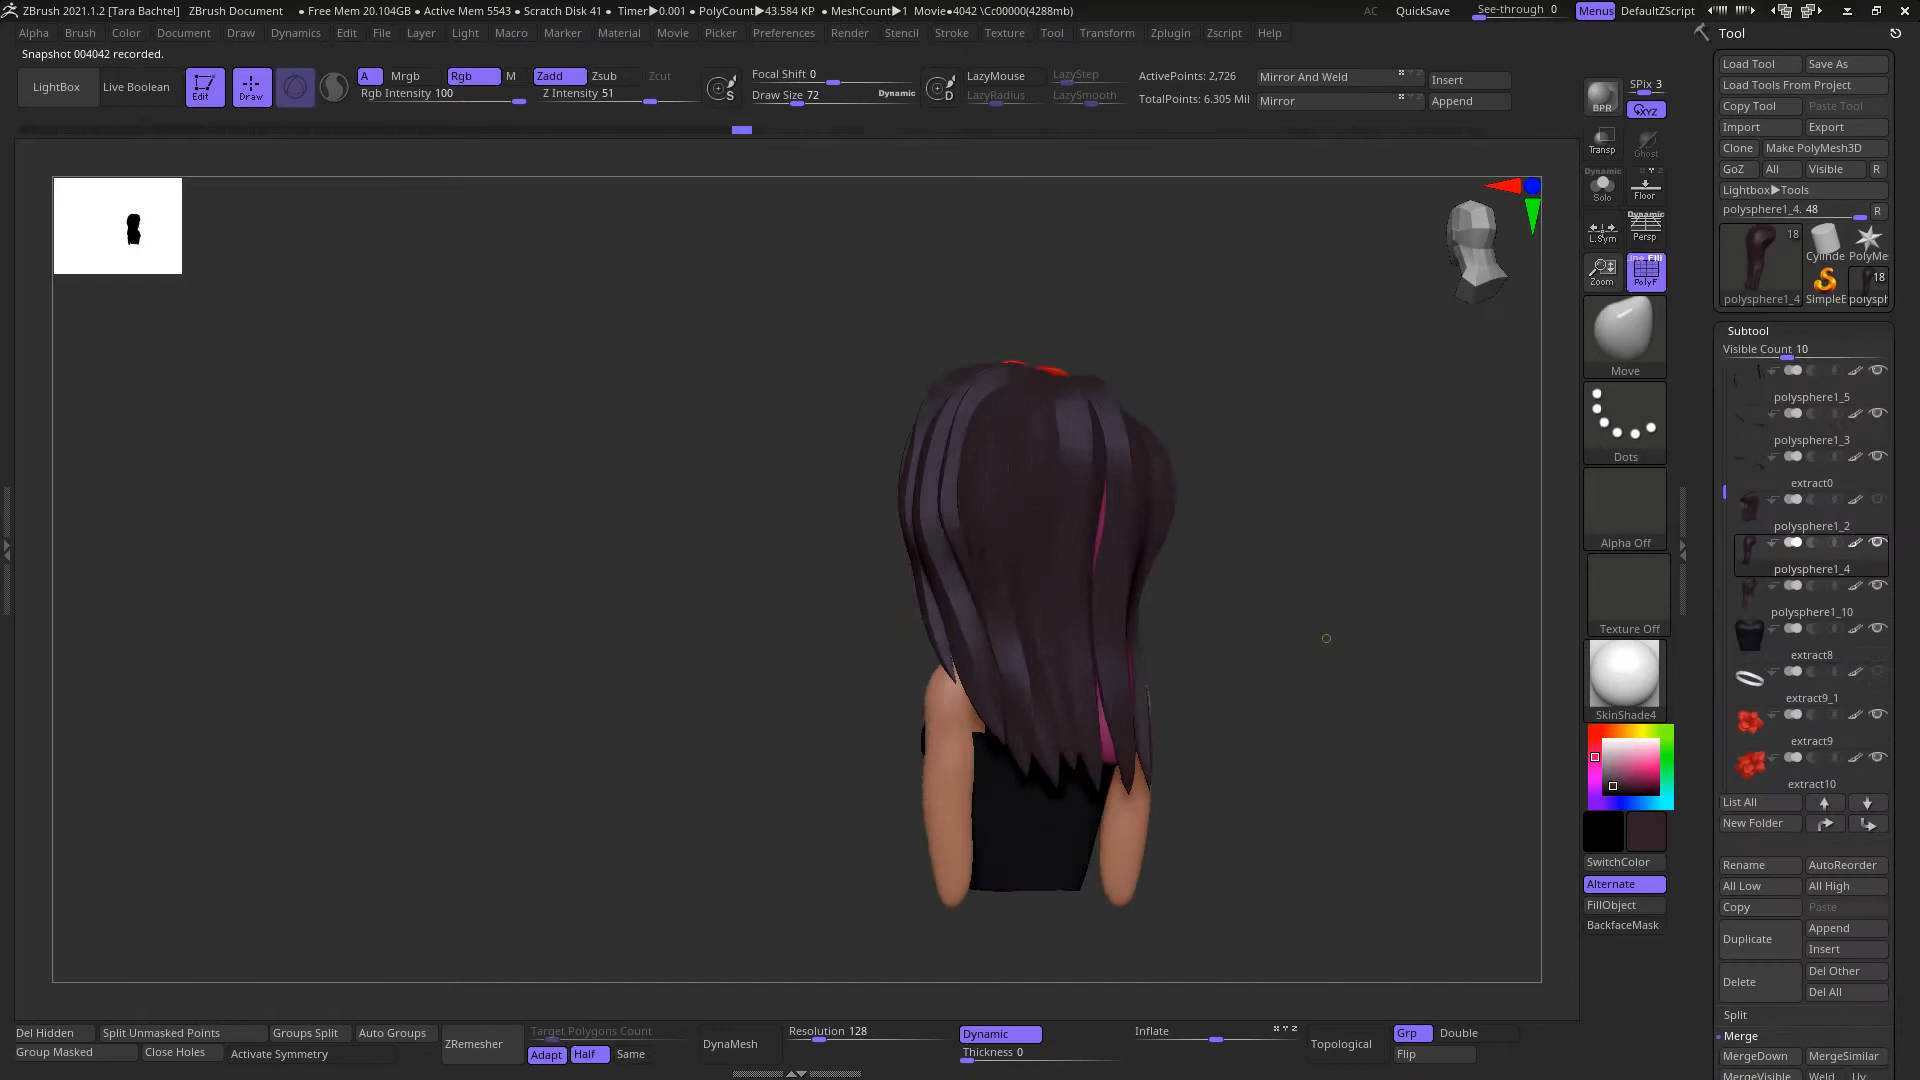 ZBrush 2021.1.2 [Tara Bachtel] ZBrush Document ● Free Mem 20.104GB ● Active Mem 5543 ● Scratch Disk 41 ● Timer▶0.001 ● PolyCount▶43.584 KP ● MeshCount▶1 Movie●4042 \Cc00000(4288mb) AC QuickSave See-through 0 Menus DefaultZScript
Alpha Brush Color Document Draw Dynamics Edit File Layer Light Macro Marker Material Movie Picker Preferences Render Stencil Stroke Texture Tool Transform Zplugin Zscript Help
Snapshot 004042 recorded.
LightBox
Live Boolean
Edit
Draw
A
Mrgb
Rgb
M
Rgb Intensity 100
Zadd
Zsub
Zcut
Z Intensity 51
S
Focal Shift 0
Draw Size 72
Dynamic
D
LazyMouse
LazyRadius
LazyStep
LazySmooth
ActivePoints: 2,726
TotalPoints: 6.305 Mil
Mirror And Weld
Mirror
Insert
Append
BPR
SPix 3
XYZ
Transp
Ghost
Dynamic
Solo
Floor
L.Sym
Dynamic
Persp
Zoom
Line Fill
PolyF
Move
Dots
Alpha Off
Texture Off
SkinShade4
SwitchColor
Alternate
FillObject
BackfaceMask
Tool
Load Tool Save As
Load Tools From Project
Copy Tool Paste Tool
Import Export
Clone Make PolyMesh3D
GoZ All Visible R
Lightbox▶Tools
polysphere1_4. 48 R
18
Cylinde PolyMe
18
polysphere1_4 SimpleE polysph
Subtool
Visible Count 10
polysphere1_5
polysphere1_3
extract0
polysphere1_2
polysphere1_4
polysphere1_10
extract8
extract9_1
extract9
extract10
List All
New Folder
Rename AutoReorder
All Low All High
Copy Paste
Duplicate
Append
Insert
Delete
Del Other
Del All
Split
Merge
MergeDown MergeSimilar
MergeVisible Weld Uv
Del Hidden
Split Unmasked Points
Groups Split
Auto Groups
Group Masked
Close Holes
Activate Symmetry
ZRemesher
Target Polygons Count
Adapt
Half
Same
DynaMesh
Resolution 128
Dynamic
Thickness 0
Inflate
X Y Z
Topological
Grp
Double
Flip